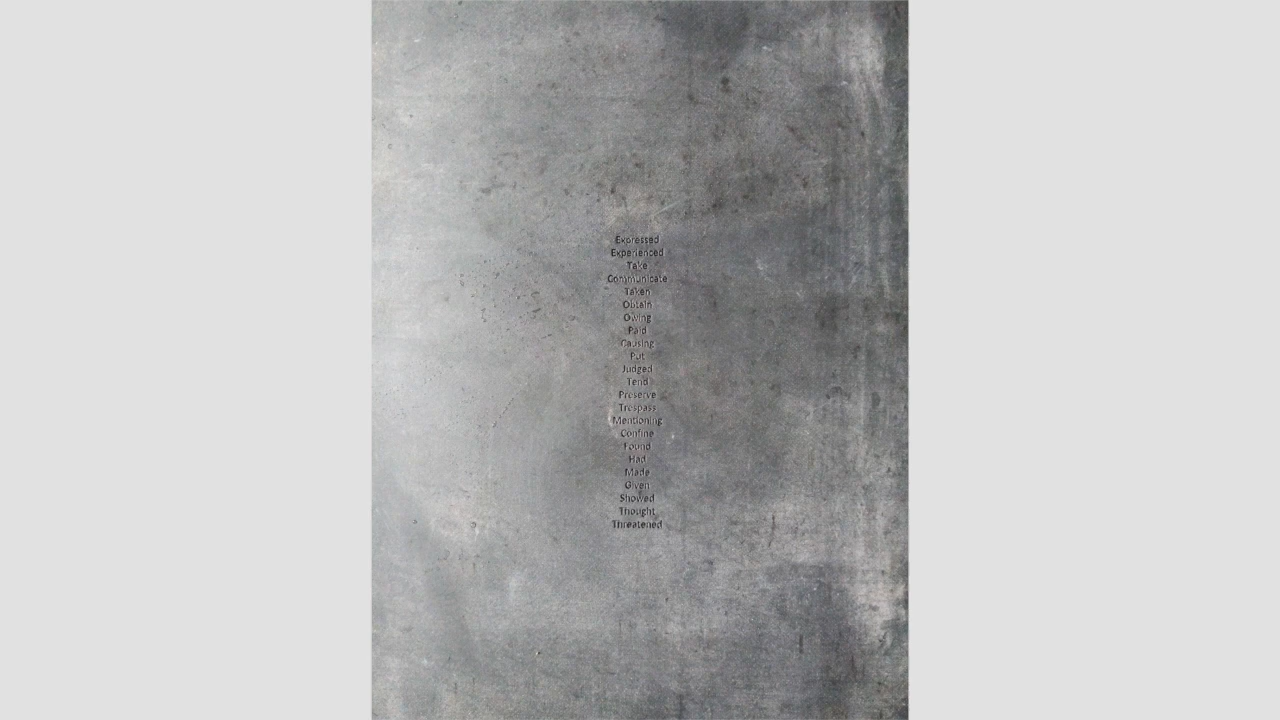 Expressed
Experienced
Take
Communicate
Taken
Obtain
Owing
Paid
Causing
Put
Judged
Tend
Preserve
Trespass
Mentioning
Confine
Found
Had
Made
Given
Showed
Thought
Threatened